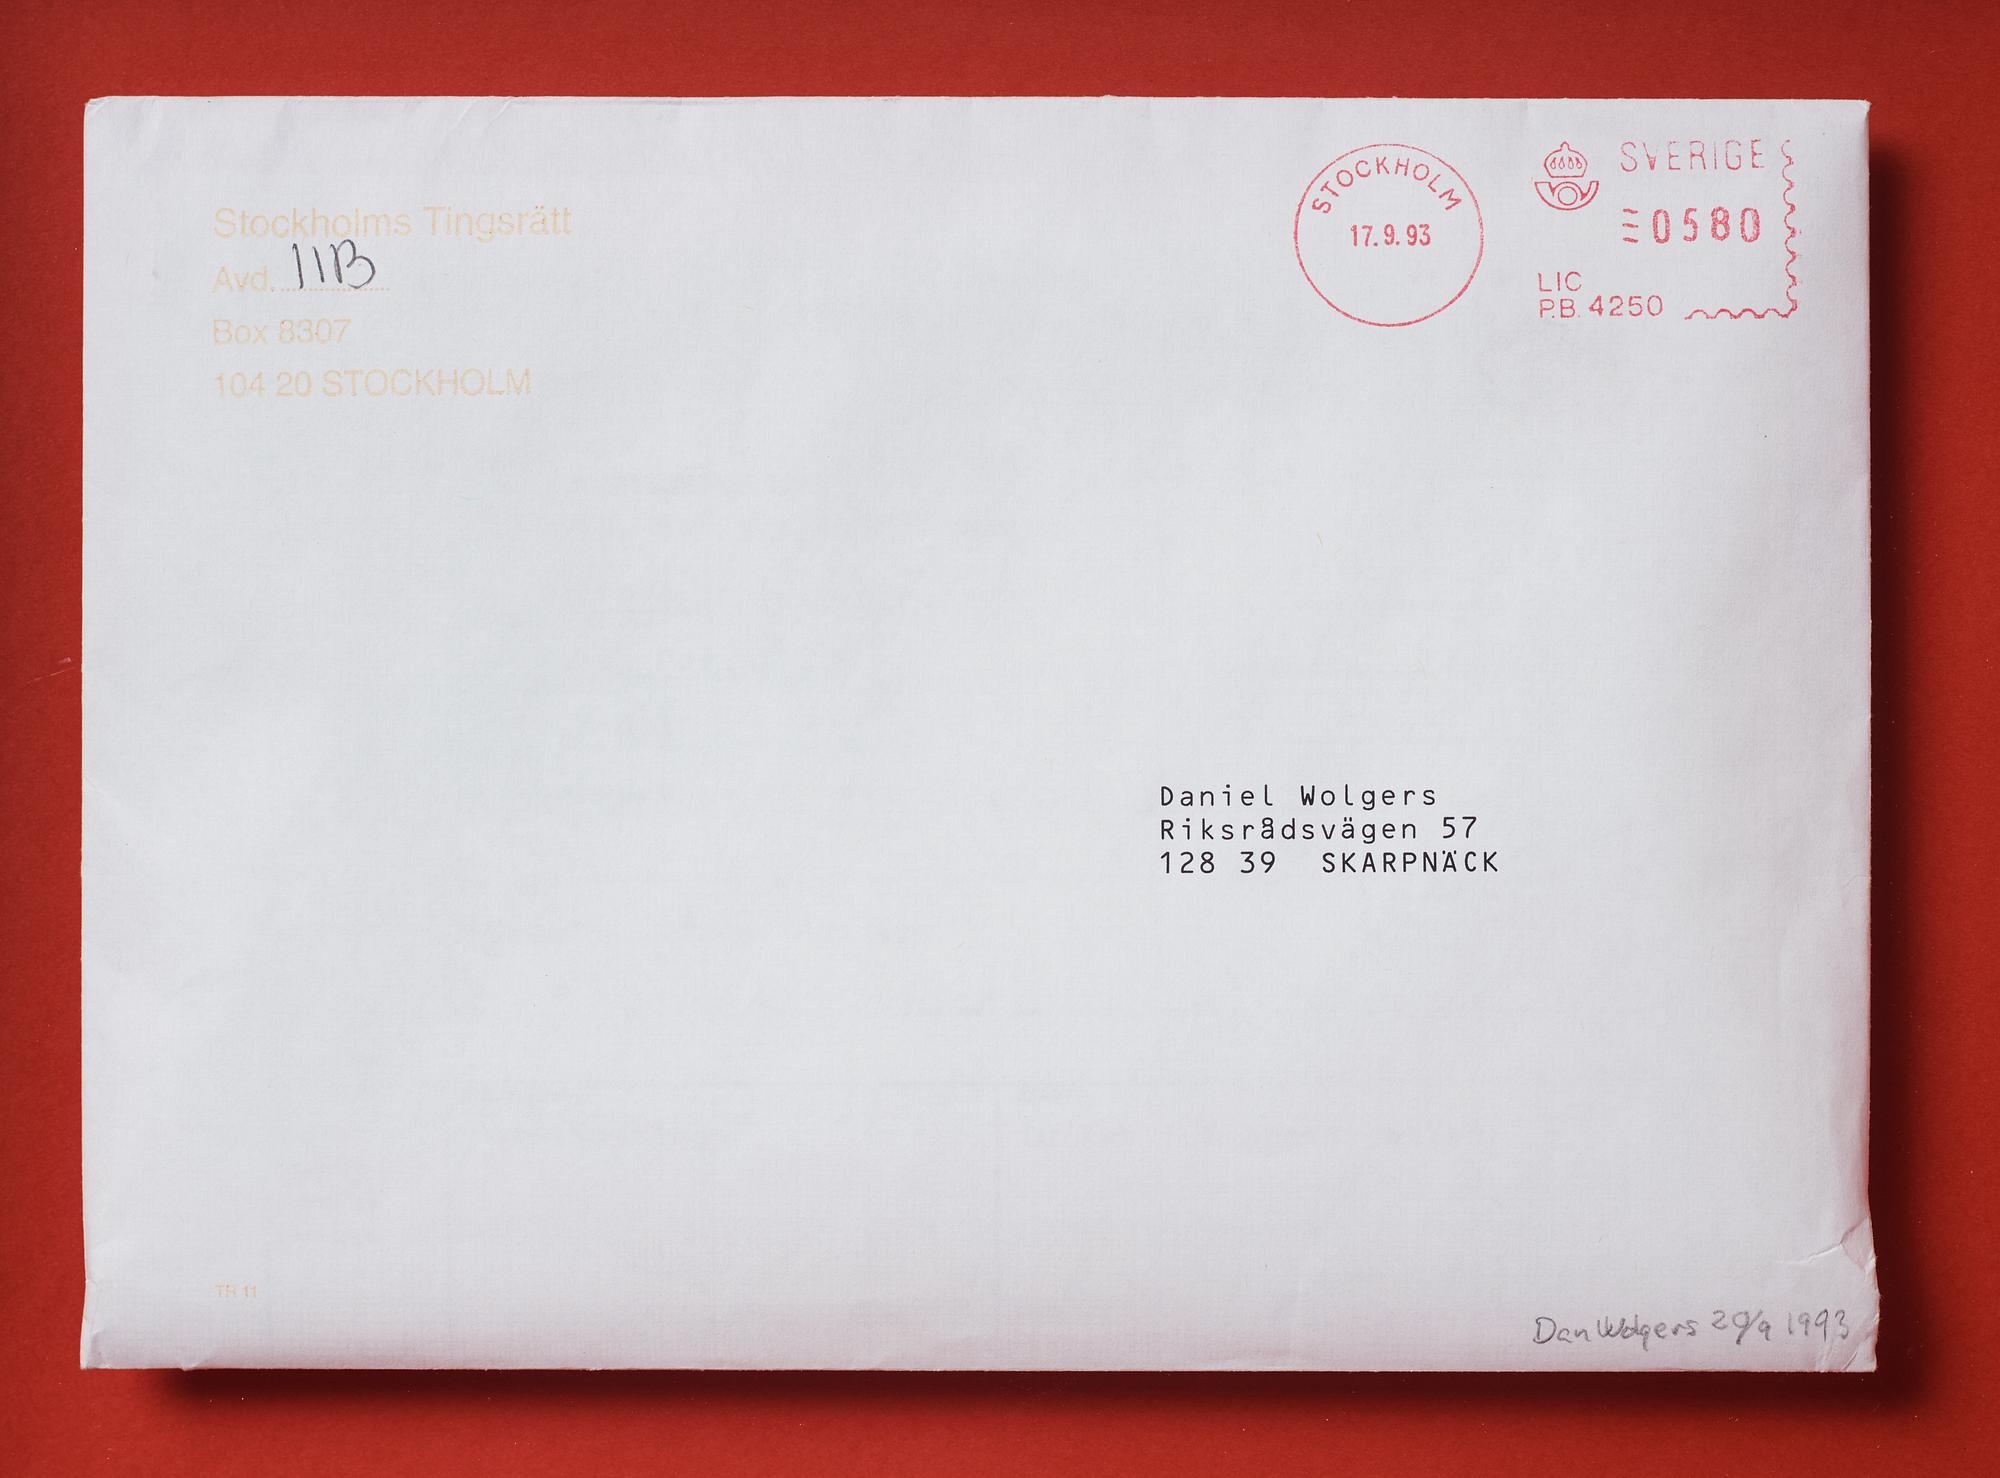 Stockholms Tingsrätt
Avd. 11B
Box 8307
104 20 STOCKHOLM
STOCKHOLM
17.9.93
SVERIGE
0580
LIC
P.B. 4250
Daniel Wolgers
Riksrådsvägen 57
128 39 SKARPNÄCK
TR 11
Dan Wolgers 20/9 1993